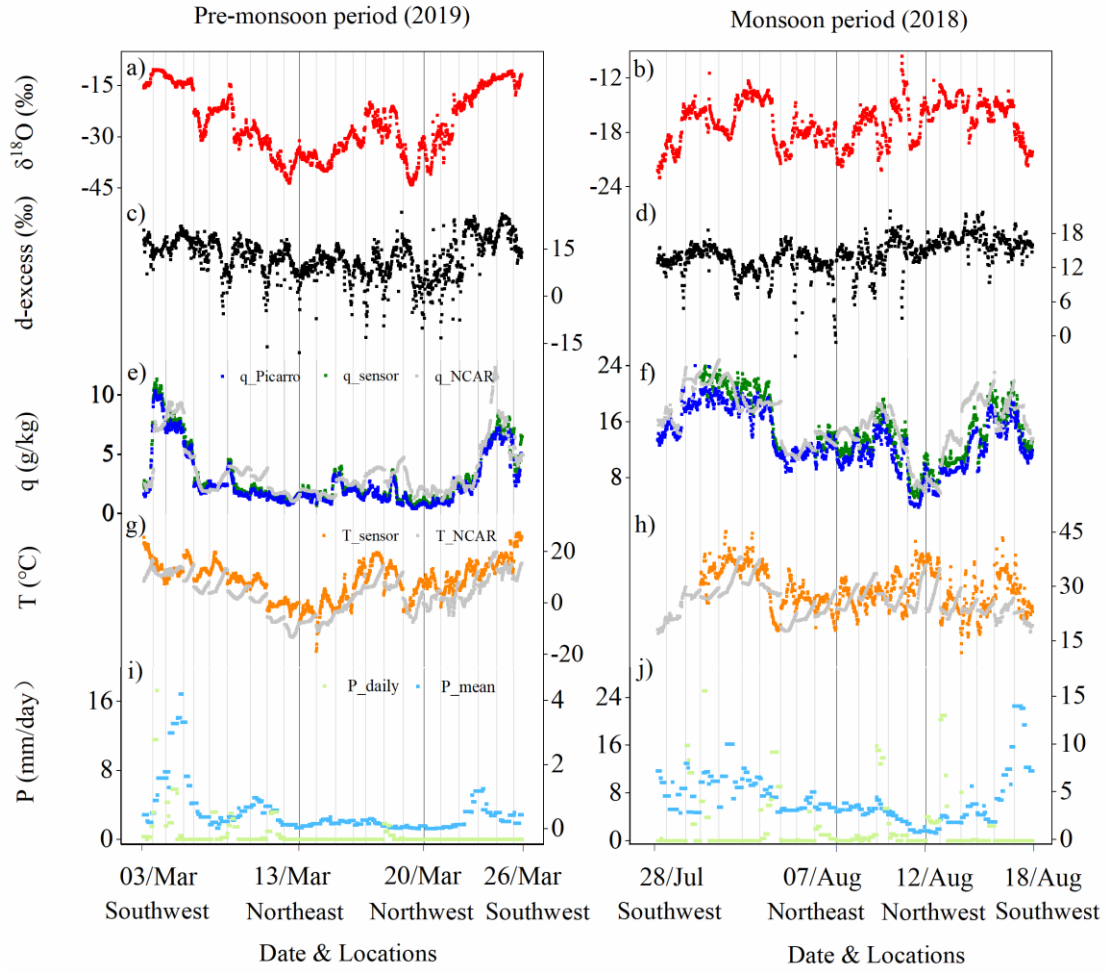 Pre-monsoon period (2019)
Monsoon period (2018)
a)
δ¹⁸O (‰)
-15
-30
-45
b)
-12
-18
-24
c)
d-excess (‰)
15
0
-15
d)
18
12
6
0
e)
q_Picarro q_sensor q_NCAR
q (g/kg)
10
5
0
f)
24
16
8
g)
T_sensor T_NCAR
T (℃)
20
0
-20
h)
45
30
15
i)
P_daily P_mean
P (mm/day)
16
8
0
4
2
0
j)
24
16
8
0
15
10
5
0
03/Mar 13/Mar 20/Mar 26/Mar
Southwest Northeast Northwest Southwest
Date & Locations
28/Jul 07/Aug 12/Aug 18/Aug
Southwest Northeast Northwest Southwest
Date & Locations